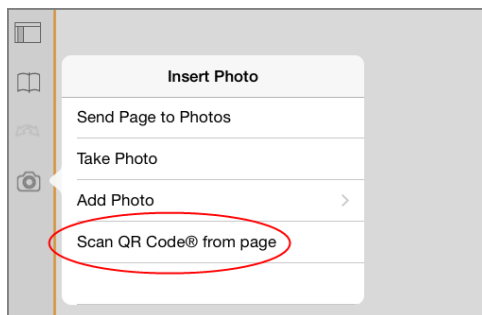 Insert Photo
Send Page to Photos
Take Photo
Add Photo
Scan QR Code® from page